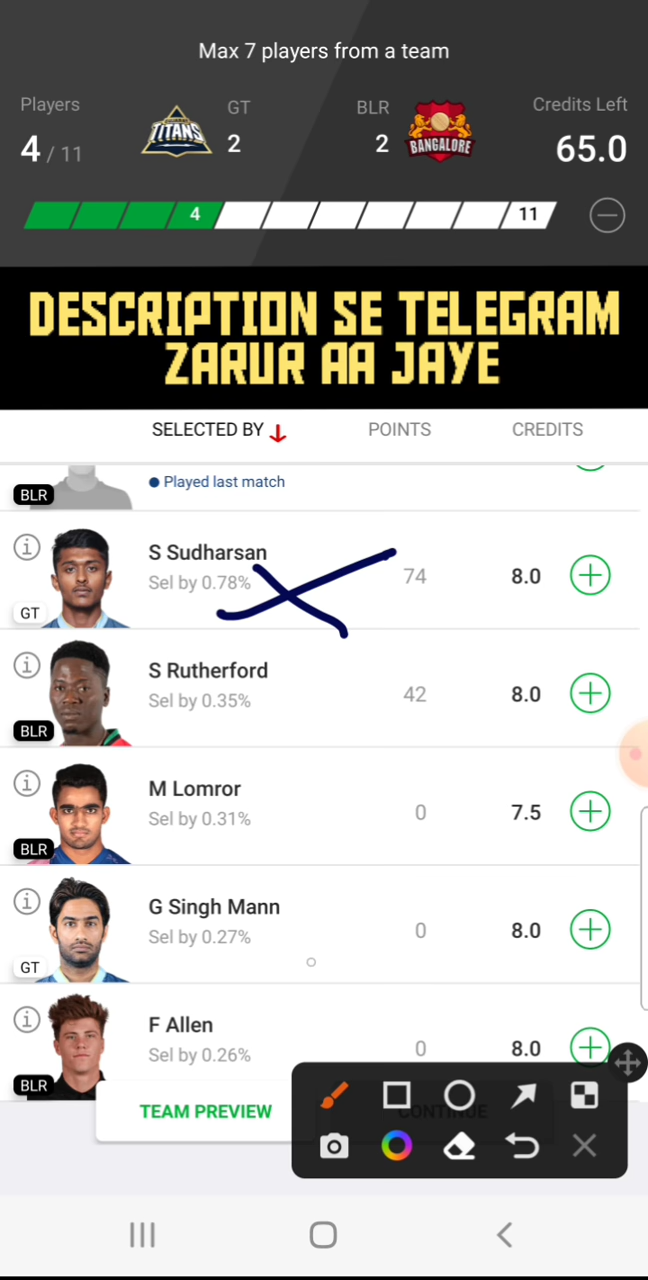 Max 7 players from a team
Players GT BLR Credits Left
4 / 11 TITANS 2 2 BANGALORE 65.0
4 11
DESCRIPTION SE TELEGRAM
ZARUR AA JAYE
SELECTED BY POINTS CREDITS
BLR Played last match
S Sudharsan
Sel by 0.78% 74 8.0
GT
S Rutherford
Sel by 0.35% 42 8.0
BLR
M Lomror
Sel by 0.31% 0 7.5
BLR
G Singh Mann
Sel by 0.27% 0 8.0
GT
F Allen
Sel by 0.26% 0 8.0
BLR
TEAM PREVIEW CONTINUE